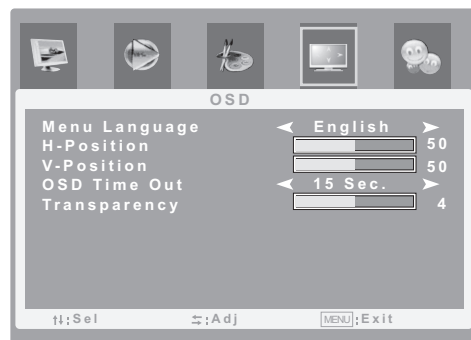 OSD
Menu Language English
H-Position 50
V-Position 50
OSD Time Out 15 Sec.
Transparency 4
↑↓:Sel ⇆:Adj MENU:Exit